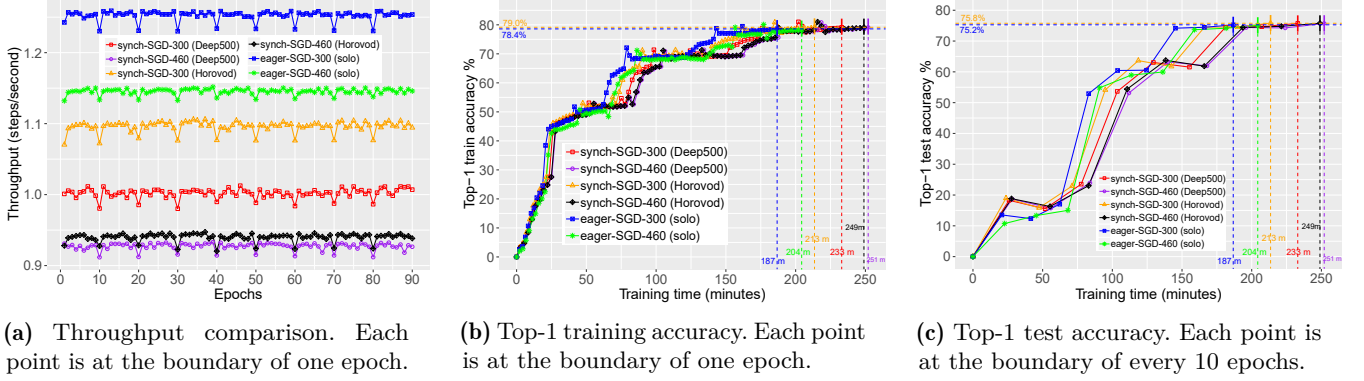 Throughput (steps/second)
1.2
1.1
1.0
0.9
synch-SGD-300 (Deep500)
synch-SGD-460 (Deep500)
synch-SGD-300 (Horovod)
synch-SGD-460 (Horovod)
eager-SGD-300 (solo)
eager-SGD-460 (solo)
0 10 20 30 40 50 60 70 80 90
Epochs
(a) Throughput comparison. Each
point is at the boundary of one epoch.
Top-1 train accuracy %
80
70
60
50
40
30
20
10
0
79.0%
78.4%
synch-SGD-300 (Deep500)
synch-SGD-460 (Deep500)
synch-SGD-300 (Horovod)
synch-SGD-460 (Horovod)
eager-SGD-300 (solo)
eager-SGD-460 (solo)
249m
213 m
204 m
233 m
187 m
251 m
0 50 100 150 200 250
Training time (minutes)
(b) Top-1 training accuracy. Each point
is at the boundary of one epoch.
Top-1 test accuracy %
80
70
60
50
40
30
20
10
0
75.8%
75.2%
synch-SGD-300 (Deep500)
synch-SGD-460 (Deep500)
synch-SGD-300 (Horovod)
synch-SGD-460 (Horovod)
eager-SGD-300 (solo)
eager-SGD-460 (solo)
249m
213 m
204 m
233 m
187 m
251 m
0 50 100 150 200 250
Training time (minutes)
(c) Top-1 test accuracy. Each point is
at the boundary of every 10 epochs.